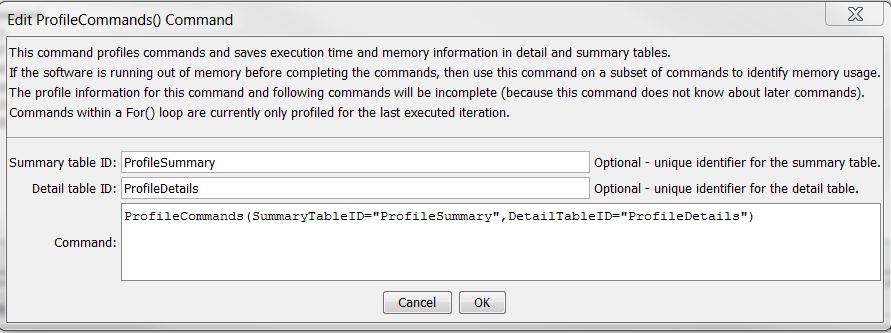 Edit ProfileCommands() Command
This command profiles commands and saves execution time and memory information in detail and summary tables.
If the software is running out of memory before completing the commands, then use this command on a subset of commands to identify memory usage.
The profile information for this command and following commands will be incomplete (because this command does not know about later commands).
Commands within a For() loop are currently only profiled for the last executed iteration.
Summary table ID: ProfileSummary Optional - unique identifier for the summary table.
Detail table ID: ProfileDetails Optional - unique identifier for the detail table.
ProfileCommands(SummaryTableID="ProfileSummary",DetailTableID="ProfileDetails")
Command:
Cancel OK